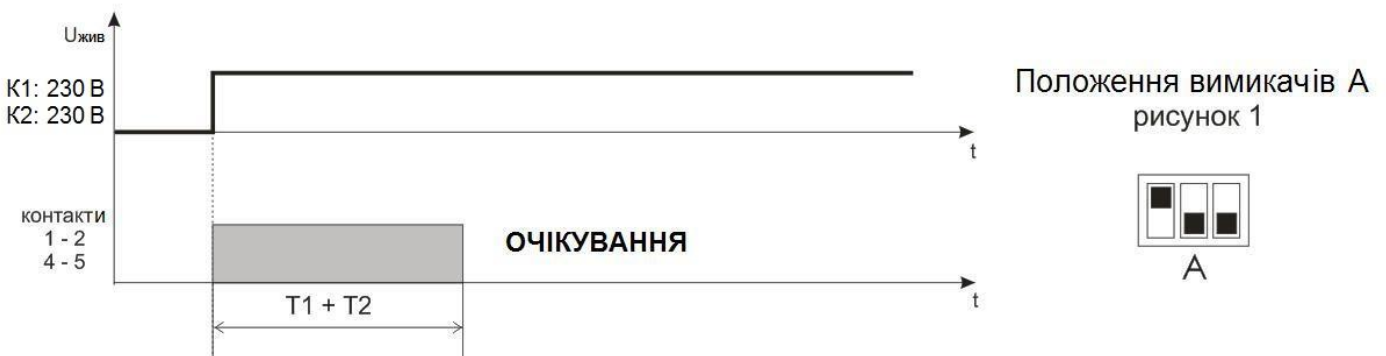 Uжив
К1: 230 В
К2: 230 В
t
Положення вимикачів А
рисунок 1
контакти
1 - 2
4 - 5
ОЧІКУВАННЯ
А
T1 + T2
t